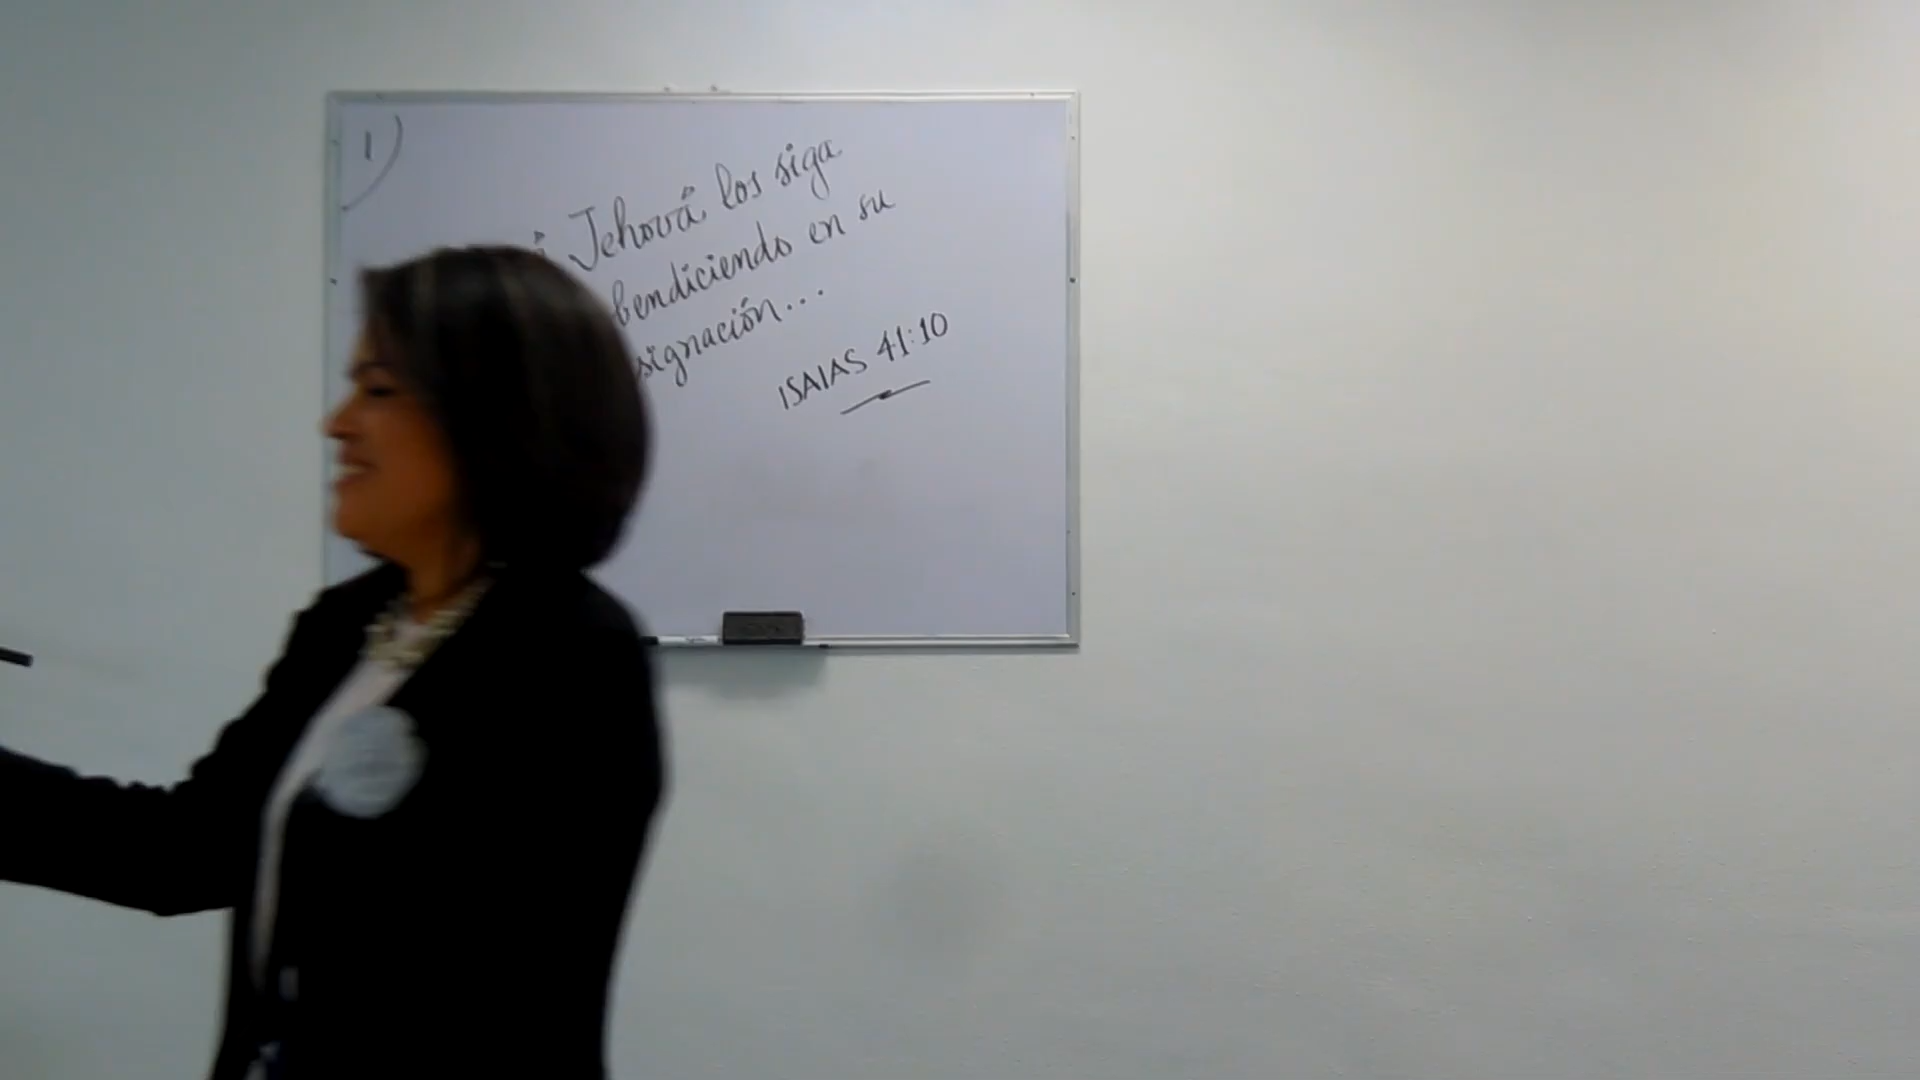 1)
Jehová los siga
bendiciendo en su
signación...
ISAIAS 41:10